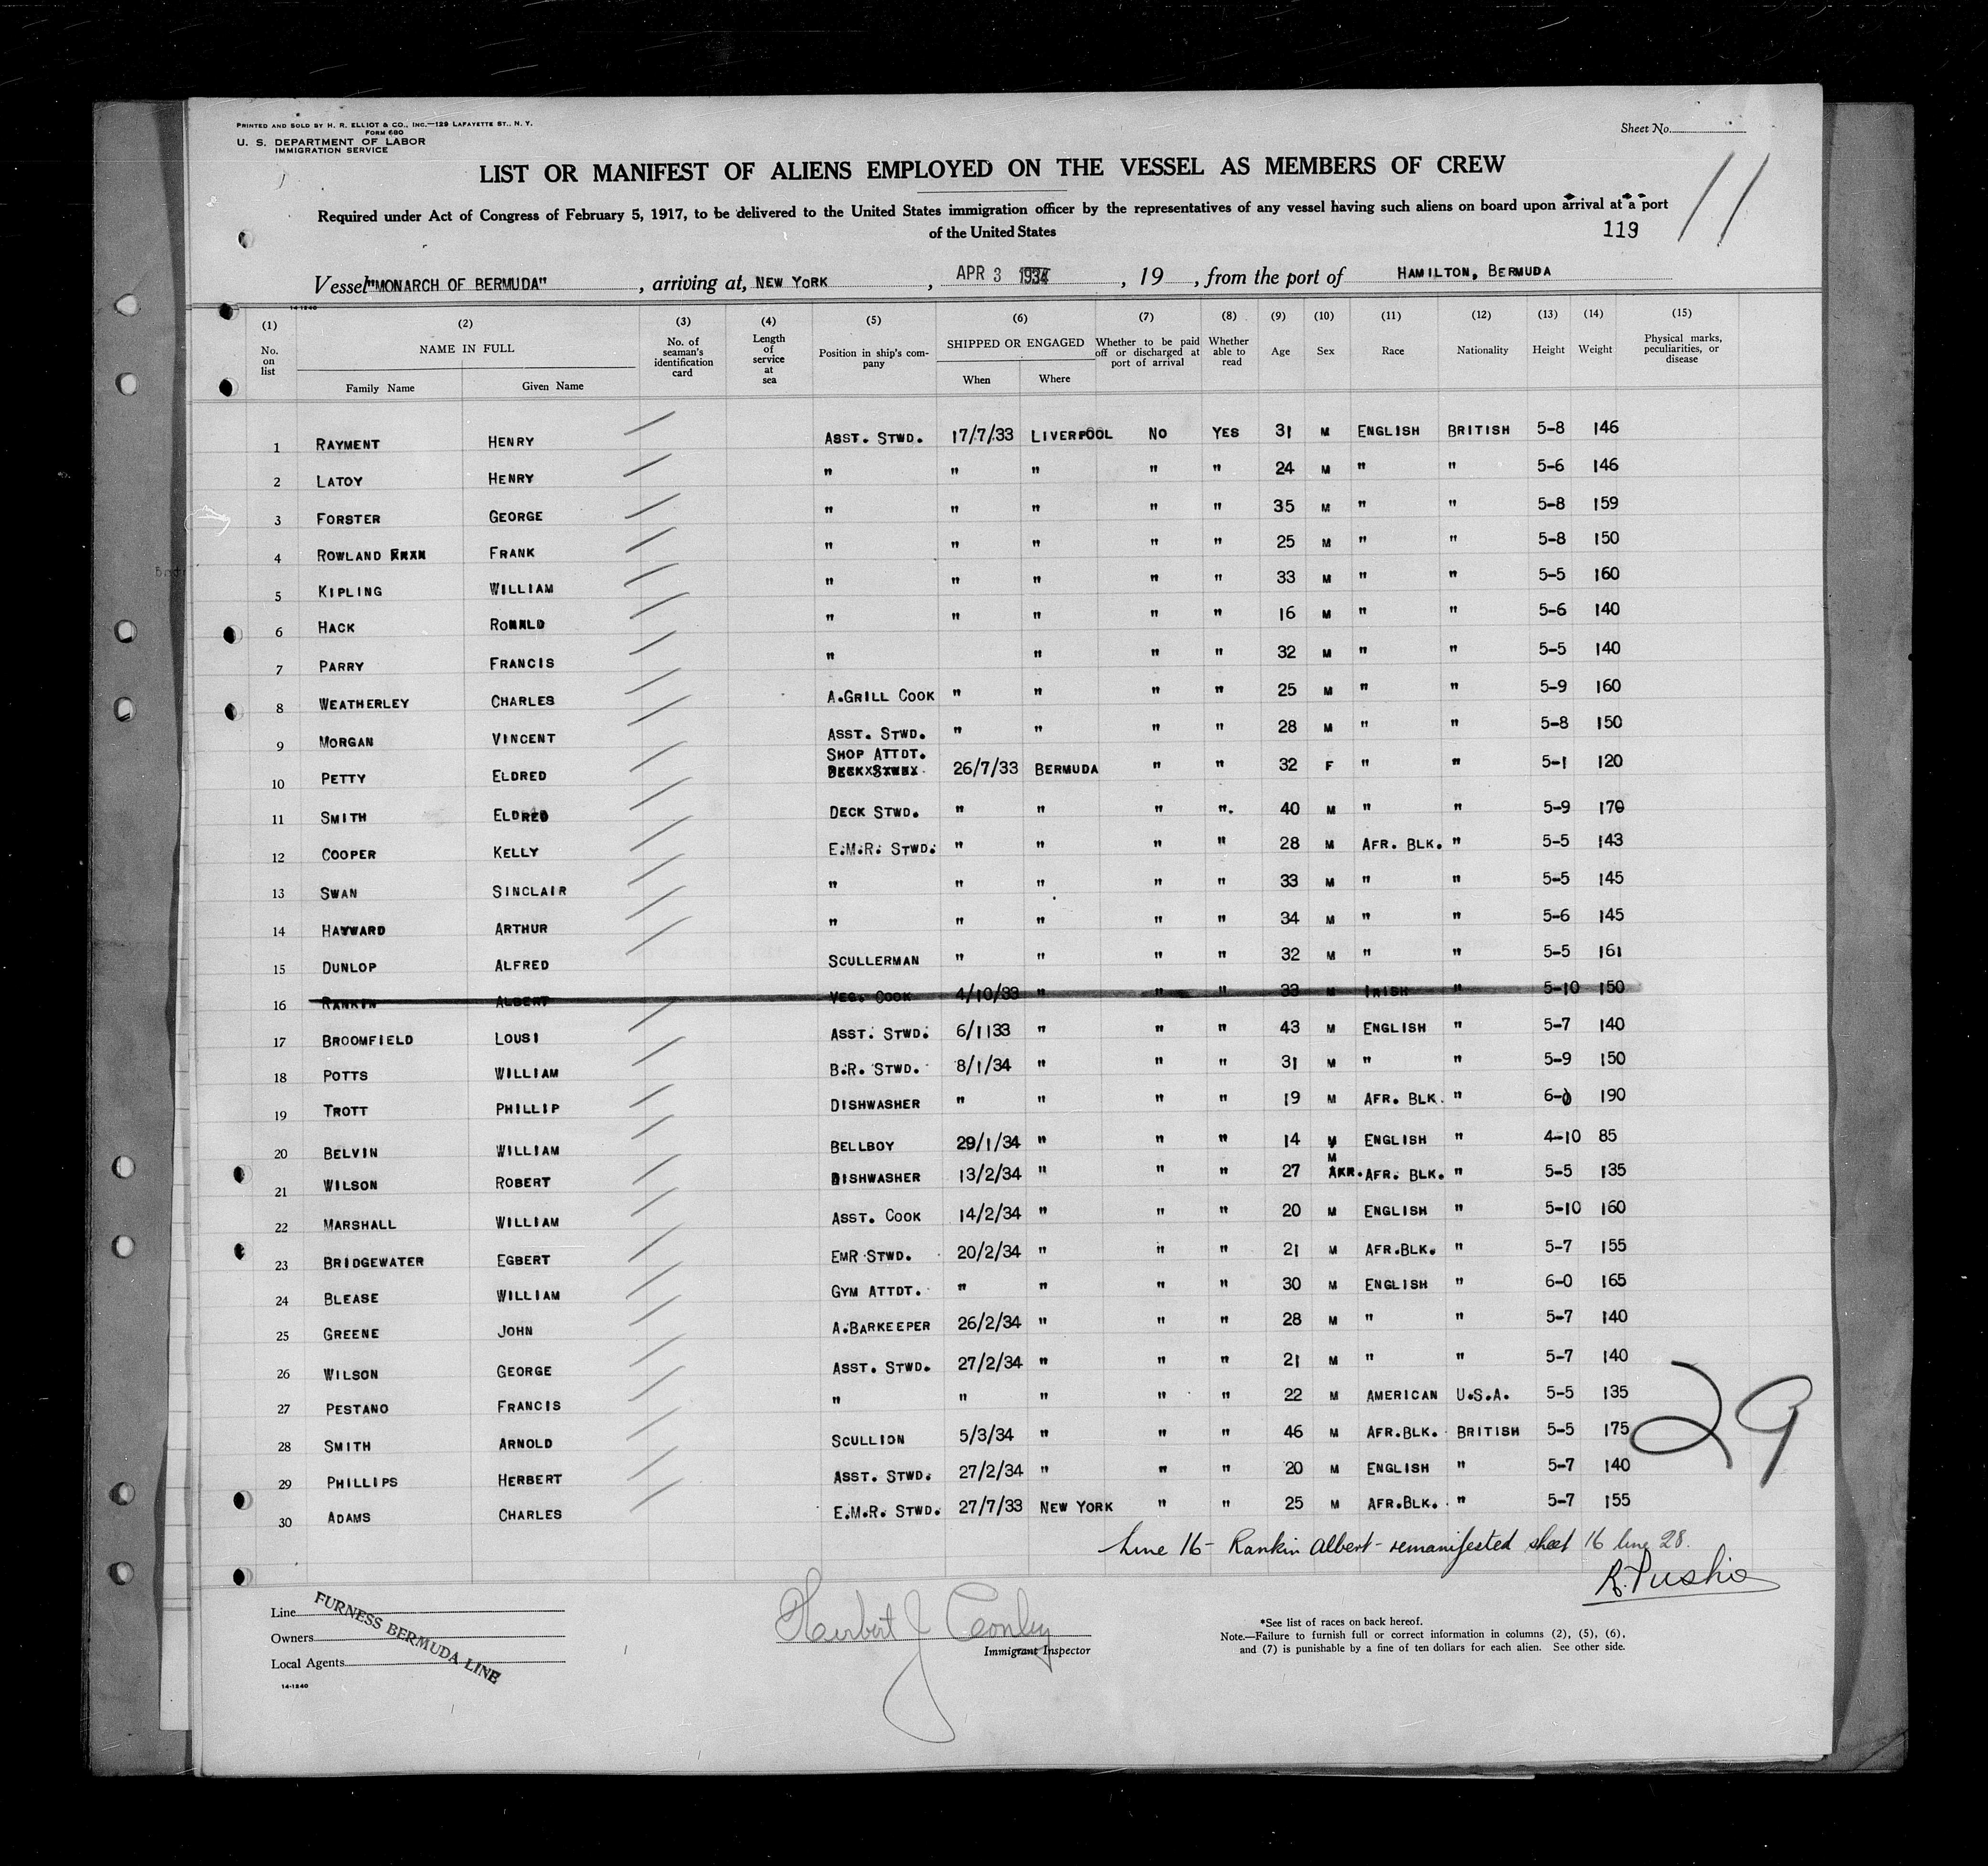 PRINTED AND SOLD BY H. R. ELLIOT & CO., INC.—129 LAFAYETTE ST., N. Y.
FORM 680
U. S. DEPARTMENT OF LABOR
IMMIGRATION SERVICE
Sheet No.
11
LIST OR MANIFEST OF ALIENS EMPLOYED ON THE VESSEL AS MEMBERS OF CREW
Required under Act of Congress of February 5, 1917, to be delivered to the United States immigration officer by the representatives of any vessel having such aliens on board upon arrival at a port
of the United States
119
Vessel "MONARCH OF BERMUDA", arriving at, NEW YORK, APR 3 1934, 19, from the port of HAMILTON, BERMUDA
14-1240
(1) (2) (3) (4) (5) (6) (7) (8) (9) (10) (11) (12) (13) (14) (15)
No. on list NAME IN FULL Family Name Given Name No. of seaman's identification card Length of service at sea Position in ship's company SHIPPED OR ENGAGED When Where Whether to be paid off or discharged at port of arrival Whether able to read Age Sex Race Nationality Height Weight Physical marks, peculiarities, or disease
1 RAYMENT HENRY ASST. STWD. 17/7/33 LIVERPOOL NO YES 31 M ENGLISH BRITISH 5-8 146
2 LATOY HENRY " " " " " 24 M " " 5-6 146
3 FORSTER GEORGE " " " " " 35 M " " 5-8 159
4 ROWLAND FRANK " " " " " 25 M " " 5-8 150
5 KIPLING WILLIAM " " " " " 33 M " " 5-5 160
6 HACK RONALD " " " " " 16 M " " 5-6 140
7 PARRY FRANCIS " " " " 32 M " " 5-5 140
8 WEATHERLEY CHARLES A.GRILL COOK " " " " 25 M " " 5-9 160
9 MORGAN VINCENT ASST. STWD. " " " " 28 M " " 5-8 150
SHOP ATTDT.
10 PETTY ELDRED 26/7/33 BERMUDA " " 32 F " " 5-1 120
11 SMITH ELDRED DECK STWD. " " " " 40 M " " 5-9 170
12 COOPER KELLY E.M.R. STWD. " " " " 28 M AFR. BLK. " 5-5 143
13 SWAN SINCLAIR " " " " " 33 M " " 5-5 145
14 HAYWARD ARTHUR " " " " " 34 M " " 5-6 145
15 DUNLOP ALFRED SCULLERMAN " " " " 32 M " " 5-5 161
16 RANKIN ALBERT VEG. COOK 4/10/33 " " " 33 M IRISH " 5-10 150
17 BROOMFIELD LOUSI ASST. STWD. 6/1133 " " " 43 M ENGLISH " 5-7 140
18 POTTS WILLIAM B.R. STWD. 8/1/34 " " " 31 M " " 5-9 150
19 TROTT PHILLIP DISHWASHER " " " " 19 M AFR. BLK. " 6-0 190
20 BELVIN WILLIAM BELLBOY 29/1/34 " " " 14 M ENGLISH " 4-10 85
21 WILSON ROBERT DISHWASHER 13/2/34 " " " 27 M AFR. BLK. " 5-5 135
22 MARSHALL WILLIAM ASST. COOK 14/2/34 " " " 20 M ENGLISH " 5-10 160
23 BRIDGEWATER EGBERT EMR STWD. 20/2/34 " " " 21 M AFR.BLK. " 5-7 155
24 BLEASE WILLIAM GYM ATTDT. " " " " 30 M ENGLISH " 6-0 165
25 GREENE JOHN A.BARKEEPER 26/2/34 " " " 28 M " " 5-7 140
26 WILSON GEORGE ASST. STWD. 27/2/34 " " " 21 M " " 5-7 140
27 PESTANO FRANCIS " " " " " 22 M AMERICAN U.S.A. 5-5 135
28 SMITH ARNOLD SCULLION 5/3/34 " " " 46 M AFR.BLK. BRITISH 5-5 175
29 PHILLIPS HERBERT ASST. STWD. 27/2/34 " " " 20 M ENGLISH " 5-7 140
30 ADAMS CHARLES E.M.R. STWD. 27/7/33 NEW YORK " " 25 M AFR.BLK. " 5-7 155
29
Line 16 - Rankin Albert - remanifested sheet 16 line 28.
Line
Owners
Local Agents
FURNESS BERMUDA LINE
14-1240
Herbert J Conley
Immigrant Inspector
*See list of races on back hereof.
Note.—Failure to furnish full or correct information in columns (2), (5), (6),
and (7) is punishable by a fine of ten dollars for each alien. See other side.